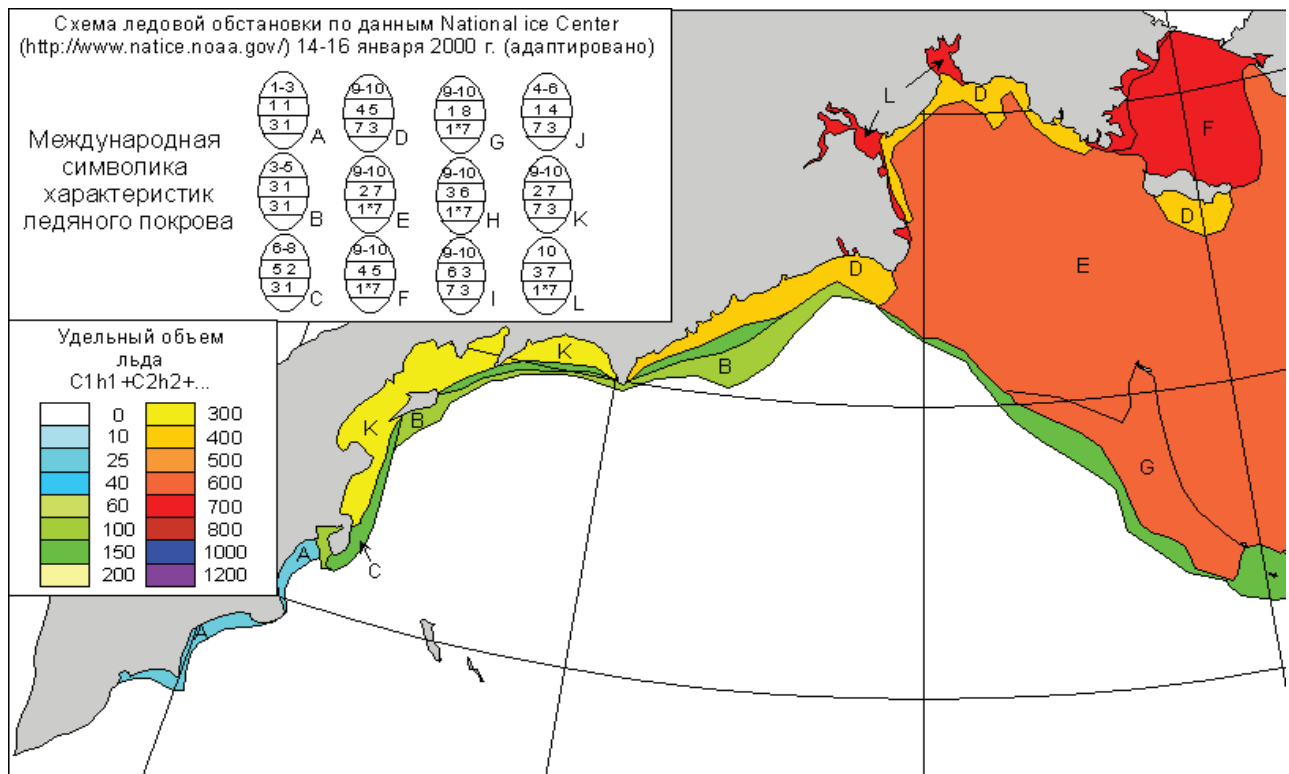 Схема ледовой обстановки по данным National ice Center
(http://www.natice.noaa.gov/) 14-16 января 2000 г. (адаптировано)
Международная
символика
характеристик
ледяного покрова
1-3
1 1
3 1
A
9-10
4 5
7 3
D
9-10
1 8
1*7
G
4-6
1 4
7 3
J
3-5
3 1
3 1
B
9-10
2 7
1*7
E
9-10
3 6
1*7
H
9-10
2 7
7 3
K
6-8
5 2
3 1
C
9-10
4 5
1*7
F
9-10
6 3
7 3
I
10
3 7
1*7
L
Удельный объем
льда
C1h1+C2h2+...
0 300
10 400
25 500
40 600
60 700
100 800
150 1000
200 1200
L
D
F
D
E
D
K
B
B
K
G
A
C
A